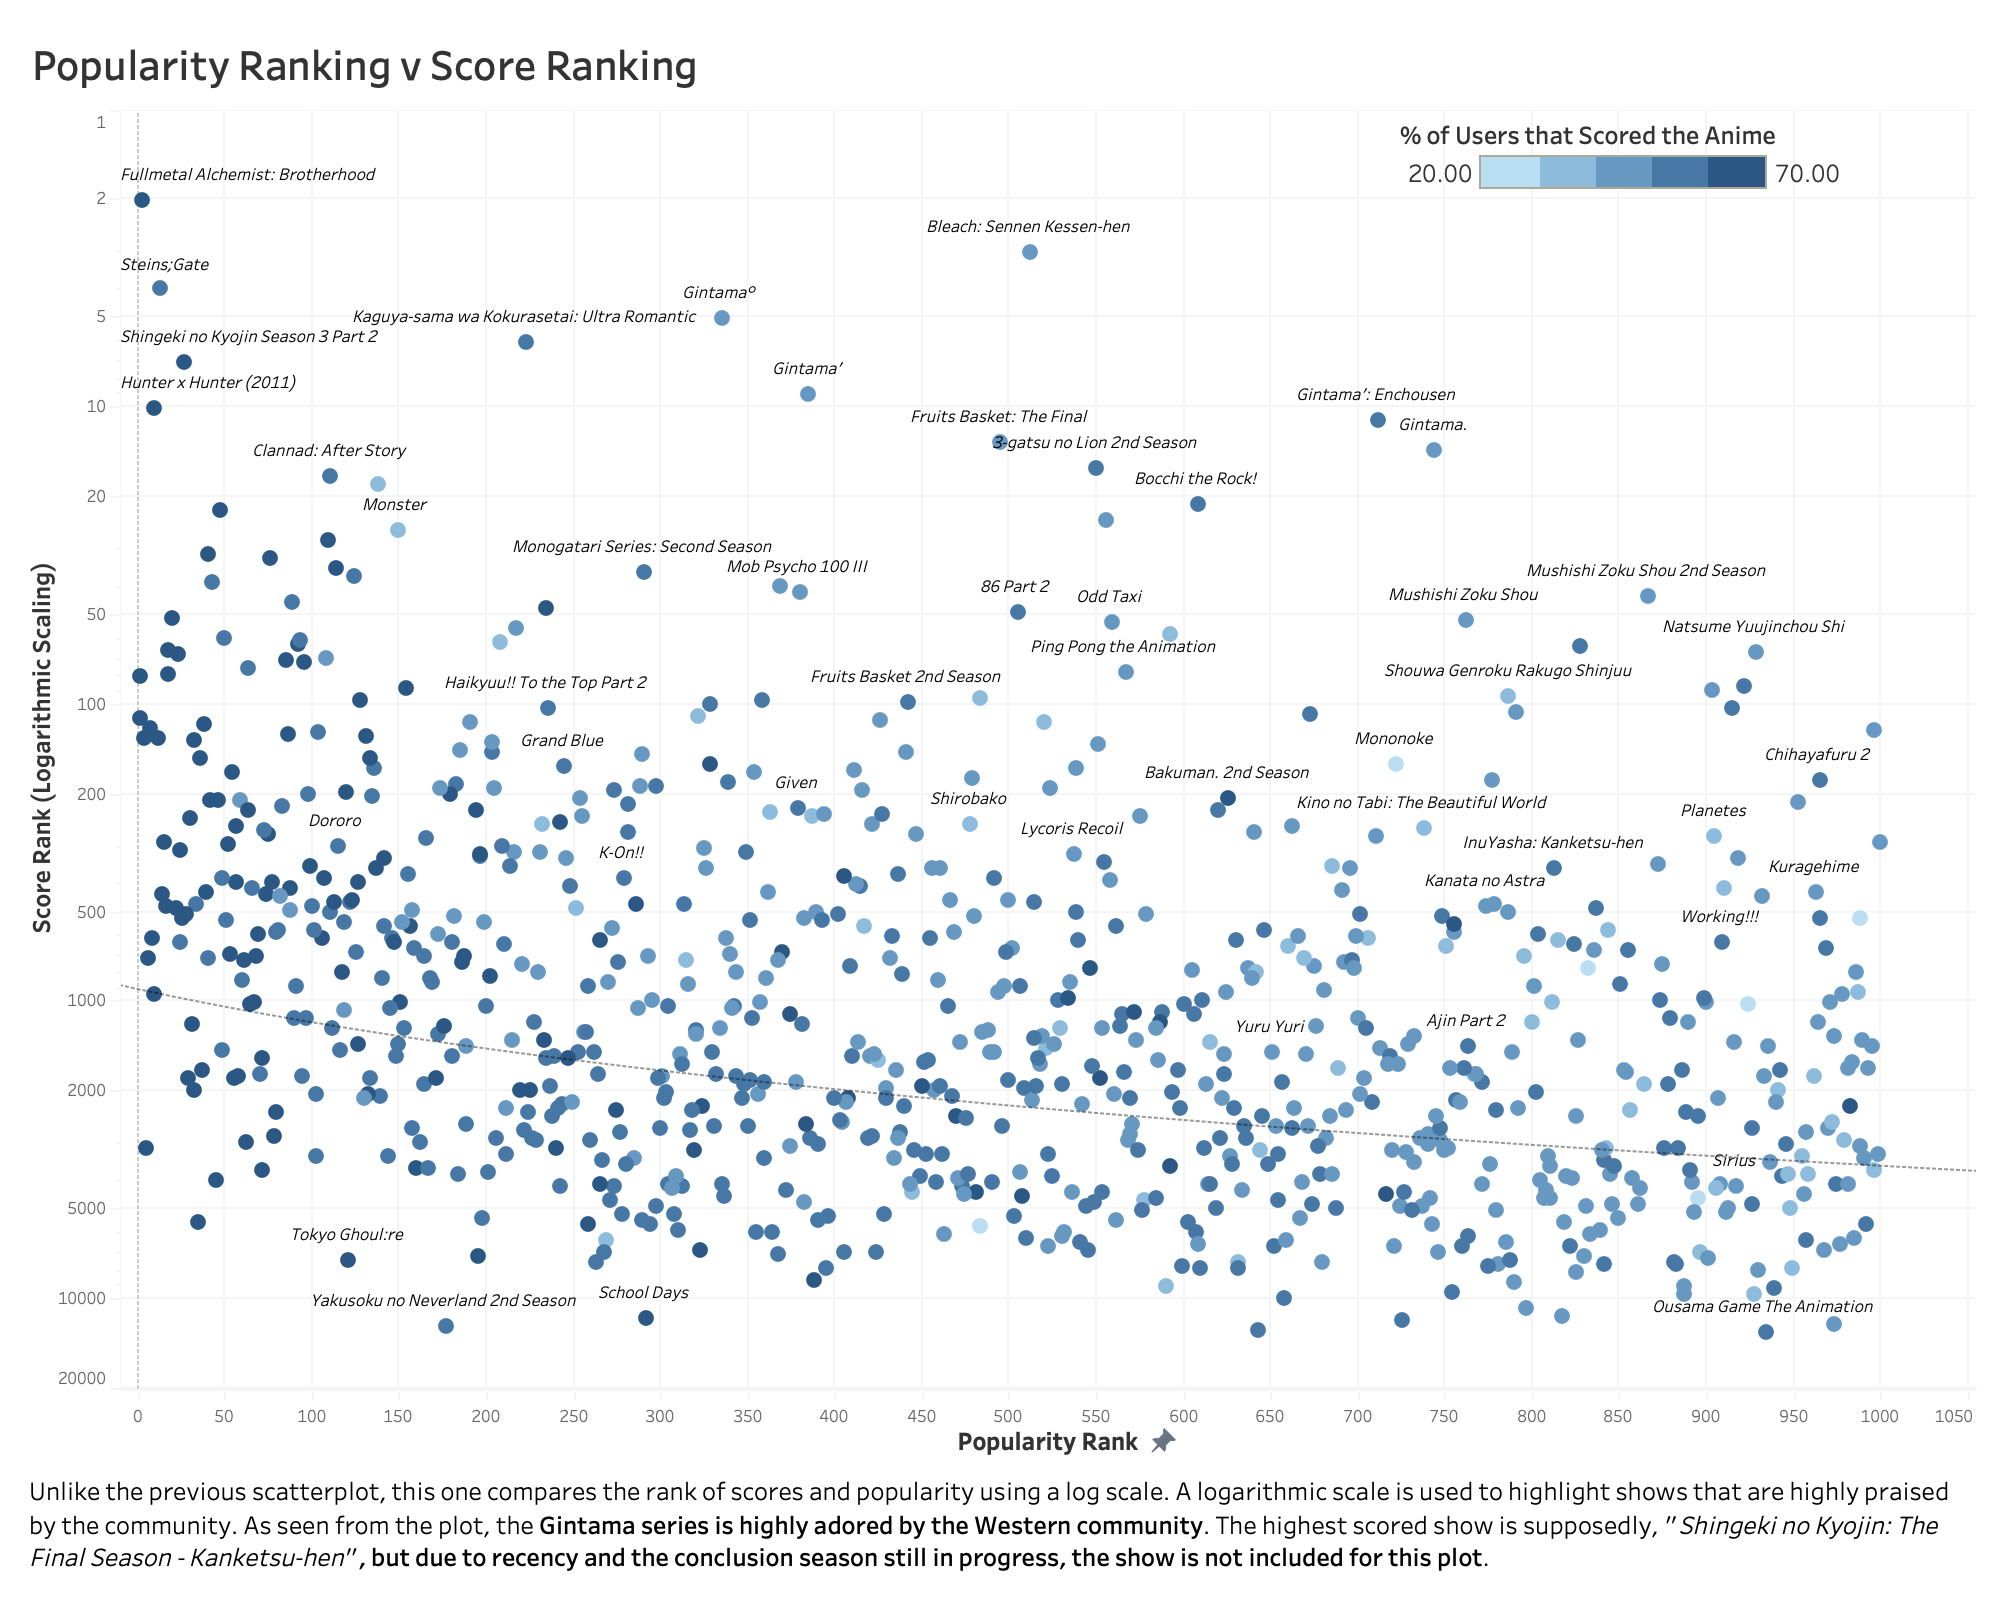 Popularity Ranking v Score Ranking
% of Users that Scored the Anime
20.00 70.00
Score Rank (Logarithmic Scaling)
1
2
5
10
20
50
100
200
500
1000
2000
5000
10000
20000
Fullmetal Alchemist: Brotherhood
Bleach: Sennen Kessen-hen
Steins;Gate
Gintama°
Kaguya-sama wa Kokurasetai: Ultra Romantic
Shingeki no Kyojin Season 3 Part 2
Gintama’
Hunter x Hunter (2011)
Gintama’: Enchousen
Fruits Basket: The Final
Gintama.
3-gatsu no Lion 2nd Season
Clannad: After Story
Bocchi the Rock!
Monster
Monogatari Series: Second Season
Mob Psycho 100 III
Mushishi Zoku Shou 2nd Season
86 Part 2
Odd Taxi
Mushishi Zoku Shou
Natsume Yuujinchou Shi
Ping Pong the Animation
Shouwa Genroku Rakugo Shinjuu
Fruits Basket 2nd Season
Haikyuu!! To the Top Part 2
Grand Blue
Mononoke
Chihayafuru 2
Bakuman. 2nd Season
Given
Shirobako
Kino no Tabi: The Beautiful World
Planetes
Dororo
Lycoris Recoil
InuYasha: Kanketsu-hen
K-On!!
Kuragehime
Kanata no Astra
Working!!!
Yuru Yuri
Ajin Part 2
Sirius
Tokyo Ghoul:re
School Days
Yakusoku no Neverland 2nd Season
Ousama Game The Animation
0 50 100 150 200 250 300 350 400 450 500 550 600 650 700 750 800 850 900 950 1000 1050
Popularity Rank
Unlike the previous scatterplot, this one compares the rank of scores and popularity using a log scale. A logarithmic scale is used to highlight shows that are highly praised
by the community. As seen from the plot, the Gintama series is highly adored by the Western community. The highest scored show is supposedly, "Shingeki no Kyojin: The
Final Season - Kanketsu-hen", but due to recency and the conclusion season still in progress, the show is not included for this plot.